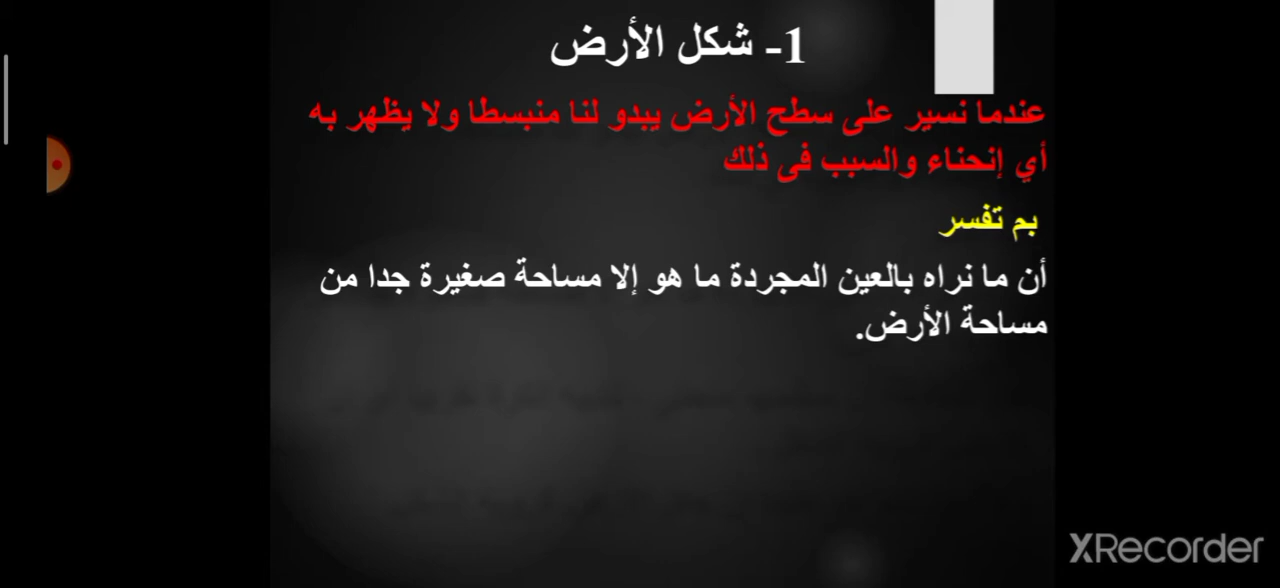 1- شكل الأرض
عندما نسير على سطح الأرض يبدو لنا منبسطا ولا يظهر به
أي إنحناء والسبب فى ذلك
بم تفسر
أن ما نراه بالعين المجردة ما هو إلا مساحة صغيرة جدا من
مساحة الأرض.
XRecorder